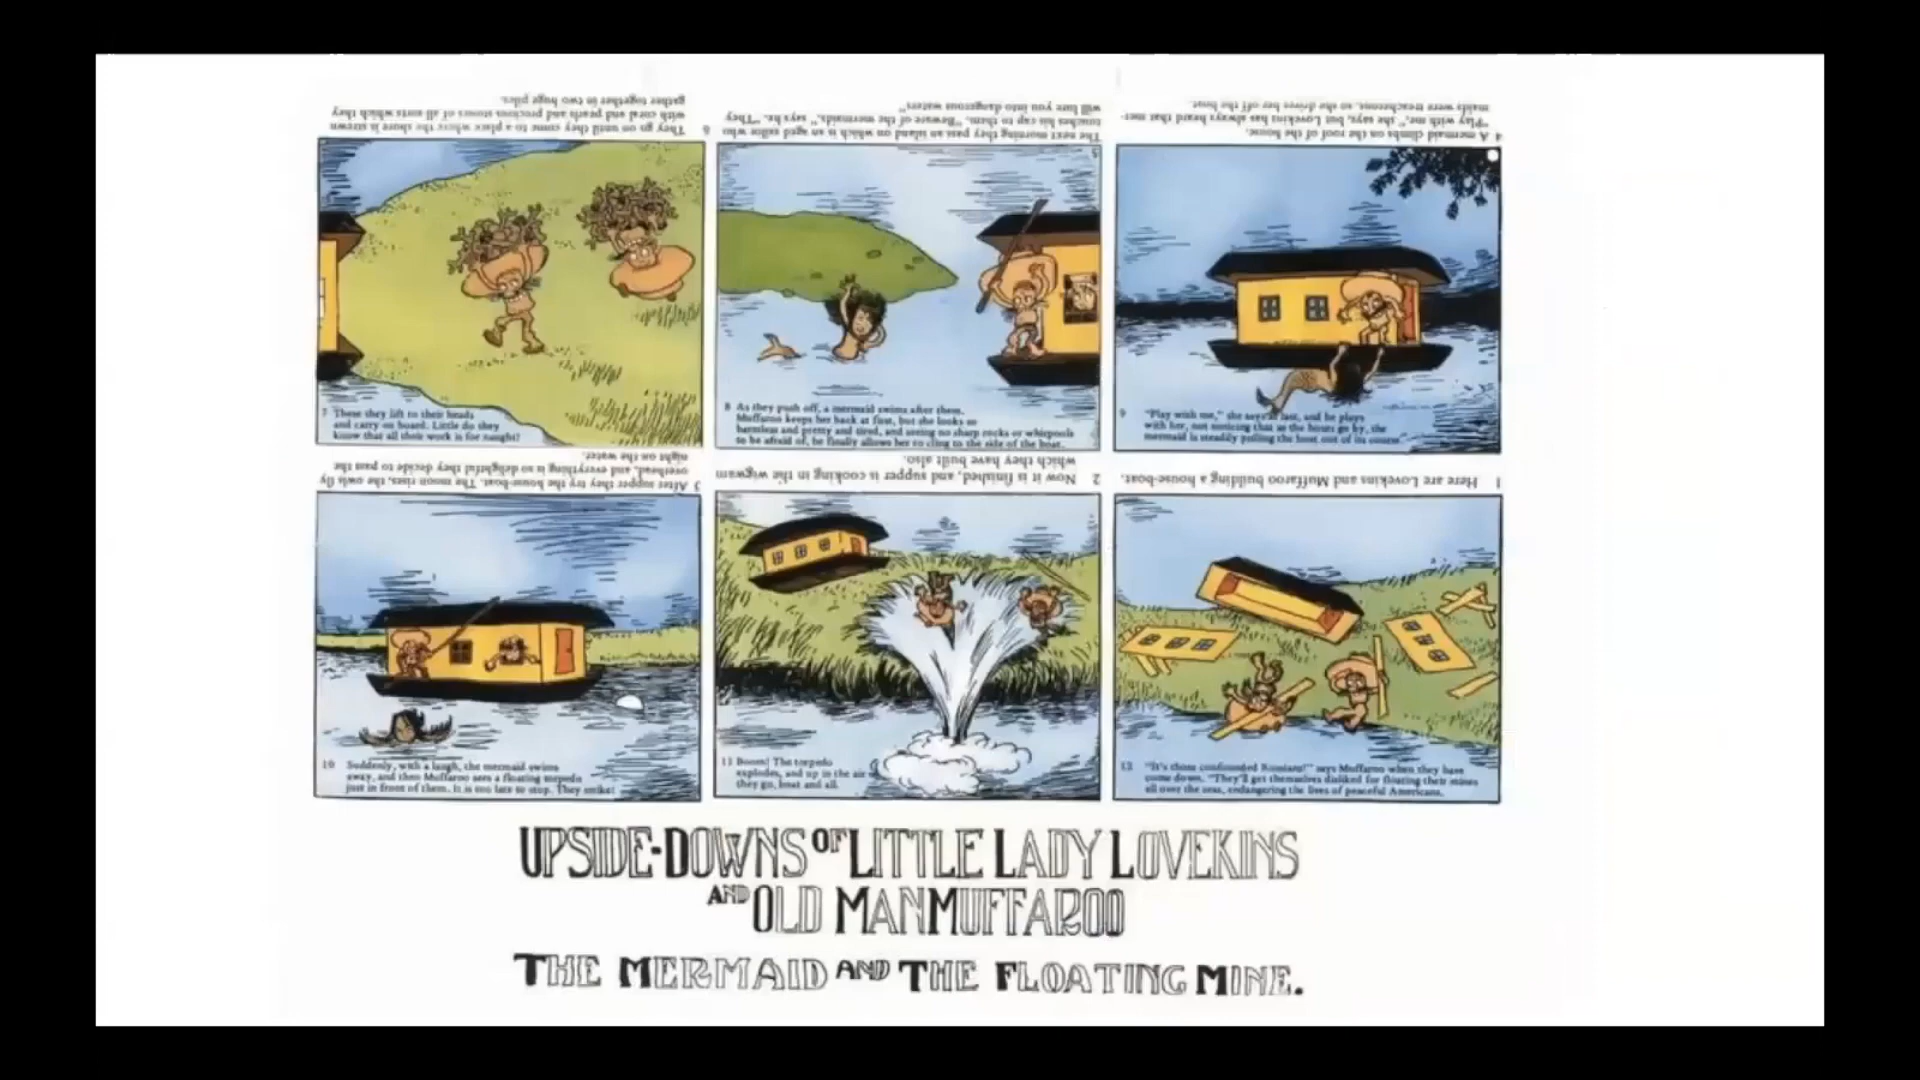 They go on until they come to a place where the shore is strewn
with coral and pearls and precious stones of all sorts which they
gather together in two huge piles.
6
The next morning they pass an island on which is an aged sailor who
touches his cap to them, "Beware of the mermaids," says he, "They
will lure you into dangerous waters"
5
4 A mermaid climbs on the roof of the house.
"Play with me," she says, but Lovekins has always heard that mer-
maids were treacherous, so she drives her off the boat.
7 These they lift to their heads
and carry on board. Little do they
know that all their work is for naught!
8 As they push off, a mermaid swims after them.
Muffaroo keeps her back at first, but she looks so
harmless and pretty and tired, and seeing no sharp rocks or whirlpools
to be afraid of, he finally allows her to cling to the side of the boat.
9 "Play with me," she says at last, and he plays
with her, not noticing that as the hours go by, the
mermaid is steadily pulling the boat out of its course.
3 After supper they try the house-boat. The moon rises, the owls fly
overhead, and everything is so delightful they decide to pass the
night on the water.
2 Now it is finished, and supper is cooking in the wigwam
which they have built also.
1 Here are Lovekins and Muffaroo building a house-boat.
10 Suddenly, with a laugh, the mermaid swims
away, and then Muffaroo sees a floating torpedo
just in front of them. It is too late to stop. They strike!
11 Boom! The torpedo
explodes, and up in the air
they go, boat and all.
12 "It's those confounded Russians!" says Muffaroo when they have
come down. "They'll get themselves disliked for floating their mines
all over the seas, endangering the lives of peaceful Americans.
UPSIDE-DOWNS OF LITTLE LADY LOVEKINS
AND OLD MAN MUFFAROO
THE MERMAID AND THE FLOATING MINE.